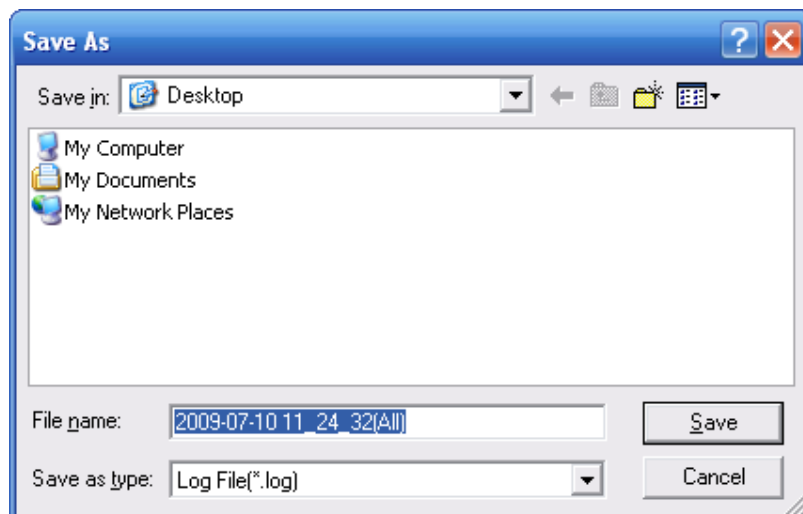 Save As
Save in: Desktop
My Computer
My Documents
My Network Places
File name: 2009-07-10 11_24_32(All) Save
Save as type: Log File(*.log) Cancel